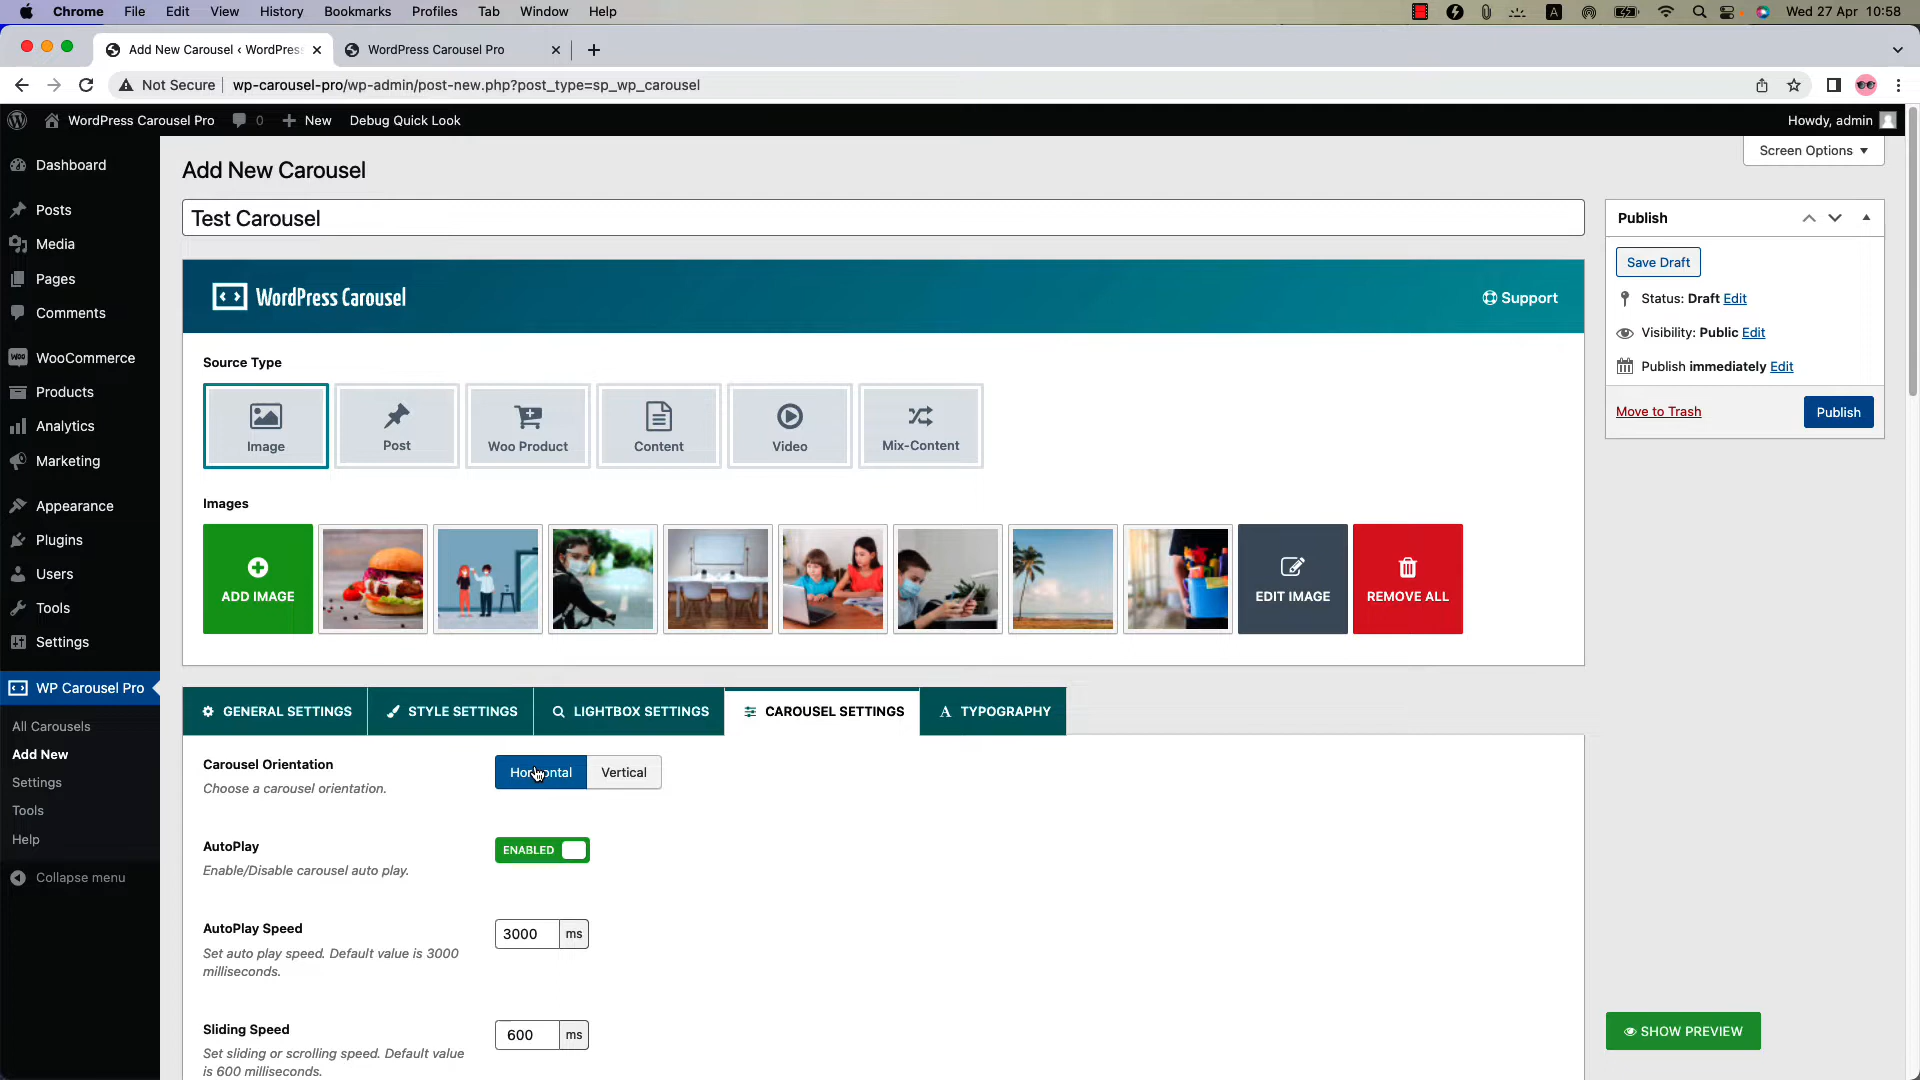 Chrome File Edit View History Bookmarks Profiles Tab Window Help
A
Wed 27 Apr 10:58
Add New Carousel ‹ WordPress
WordPress Carousel Pro
Not Secure
wp-carousel-pro/wp-admin/post-new.php?post_type=sp_wp_carousel
WordPress Carousel Pro
0
New
Debug Quick Look
Howdy, admin
Dashboard
Posts
Media
Pages
Comments
WooCommerce
Products
Analytics
Marketing
Appearance
Plugins
Users
Tools
Settings
WP Carousel Pro
All Carousels
Add New
Settings
Tools
Help
Collapse menu
Screen Options
Add New Carousel
Test Carousel
WordPress Carousel
Support
Source Type
Image
Post
Woo Product
Content
Video
Mix-Content
Images
ADD IMAGE
EDIT IMAGE
REMOVE ALL
GENERAL SETTINGS
STYLE SETTINGS
LIGHTBOX SETTINGS
CAROUSEL SETTINGS
A TYPOGRAPHY
Carousel Orientation
Choose a carousel orientation.
Vertical
AutoPlay
Enable/Disable carousel auto play.
ENABLED
AutoPlay Speed
Set auto play speed. Default value is 3000
milliseconds.
3000 ms
Sliding Speed
Set sliding or scrolling speed. Default value
is 600 milliseconds.
600 ms
Publish
Save Draft
Status: Draft Edit
Visibility: Public Edit
Publish immediately Edit
Move to Trash
Publish
SHOW PREVIEW